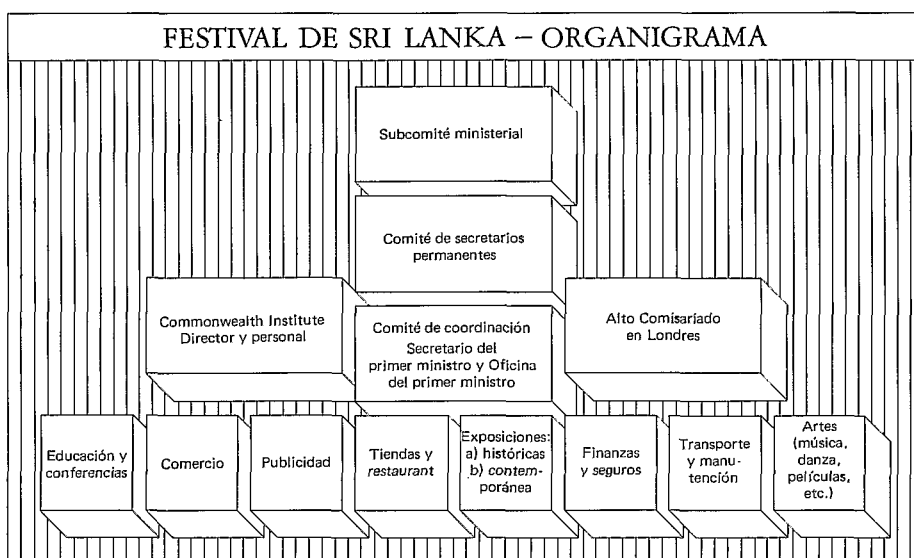 FESTIVAL DE SRI LANKA – ORGANIGRAMA
Subcomité ministerial
Comité de secretarios
permanentes
Commonwealth Institute
Director y personal
Comité de coordinación
Secretario del
primer ministro y Oficina
del primer ministro
Alto Comisariado
en Londres
Educación y
conferencias
Comercio
Publicidad
Tiendas y
restaurant
Exposiciones:
a) históricas
b) contem-
poránea
Finanzas
y seguros
Transporte
y manu-
tención
Artes
(música,
danza,
películas,
etc.)